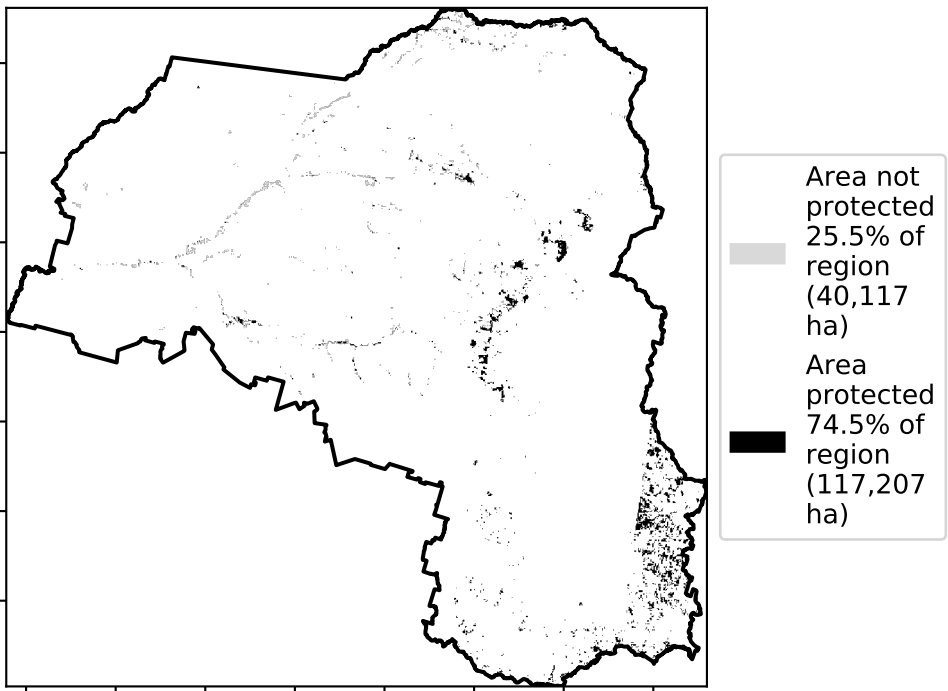 Area not
protected
25.5% of
region
(40,117
ha)
Area
protected
74.5% of
region
(117,207
ha)